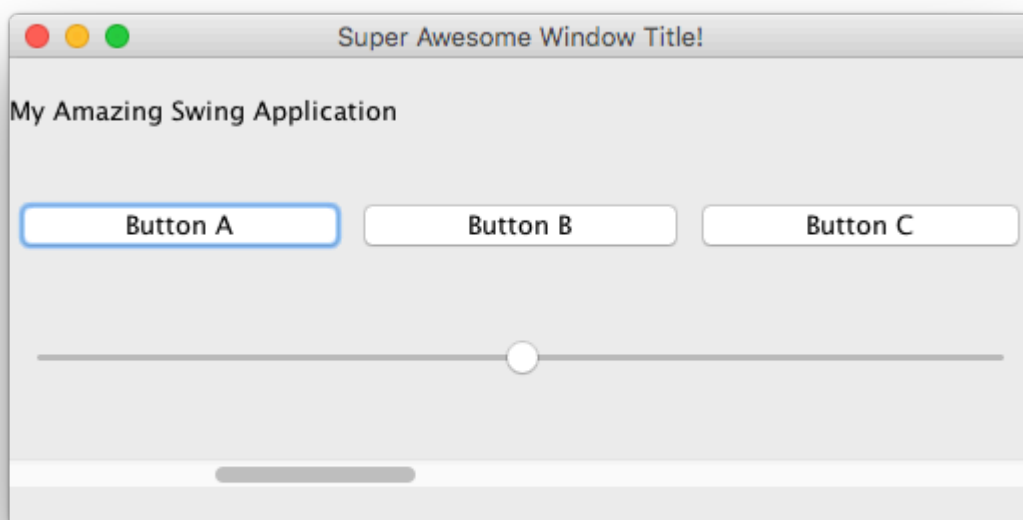 Super Awesome Window Title!
My Amazing Swing Application
Button A Button B Button C